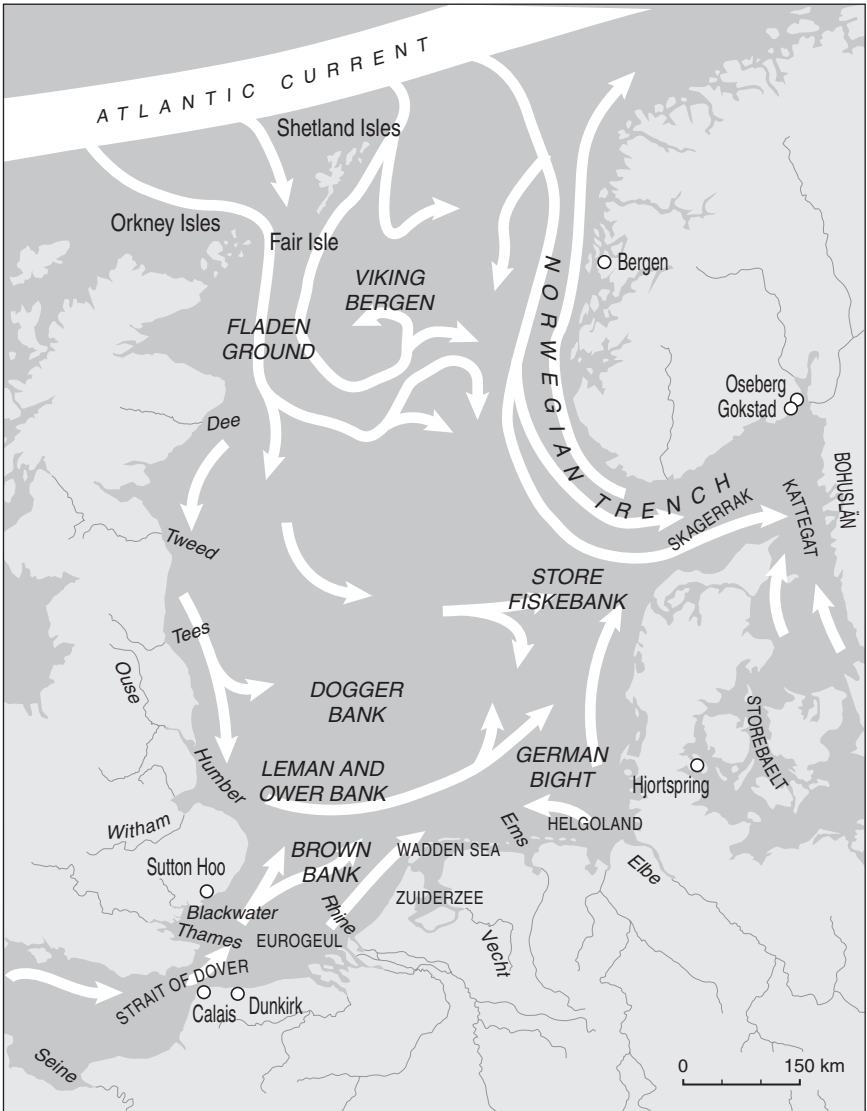 ATLANTIC CURRENT
Shetland Isles
Orkney Isles
Fair Isle
Bergen
VIKING
BERGEN
NORWEGIAN TRENCH
FLADEN
GROUND
Oseberg
Gokstad
Dee
BOHUSLÄN
KATTEGAT
SKAGERRAK
Tweed
STORE
FISKEBANK
Tees
Ouse
DOGGER
BANK
STOREBAELT
Humber
LEMAN AND
OWER BANK
GERMAN
BIGHT
Hjortspring
Witham
Ems
HELGOLAND
BROWN
BANK
WADDEN SEA
Elbe
Sutton Hoo
ZUIDERZEE
Blackwater
Rhine
Thames
EUROGEUL
Vecht
STRAIT OF DOVER
Calais
Dunkirk
Seine
0 150 km